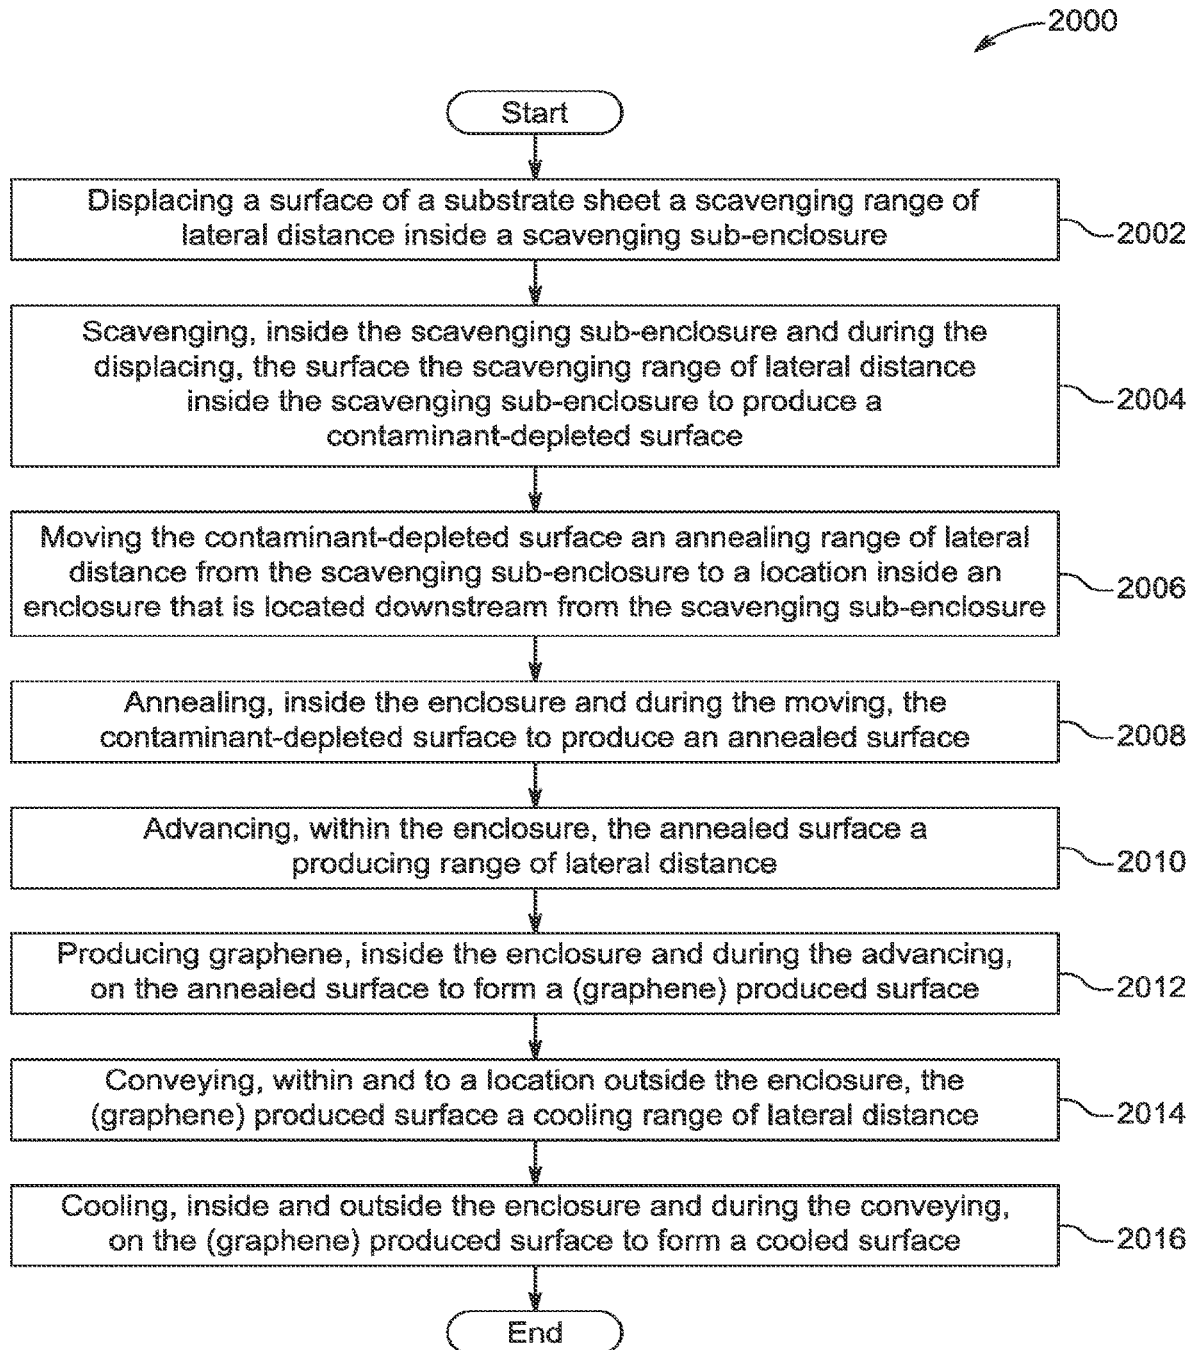 2000
Start
Displacing a surface of a substrate sheet a scavenging range of
lateral distance inside a scavenging sub-enclosure
2002
Scavenging, inside the scavenging sub-enclosure and during the
displacing, the surface the scavenging range of lateral distance
inside the scavenging sub-enclosure to produce a
contaminant-depleted surface
2004
Moving the contaminant-depleted surface an annealing range of lateral
distance from the scavenging sub-enclosure to a location inside an
enclosure that is located downstream from the scavenging sub-enclosure
2006
Annealing, inside the enclosure and during the moving, the
contaminant-depleted surface to produce an annealed surface
2008
Advancing, within the enclosure, the annealed surface a
producing range of lateral distance
2010
Producing graphene, inside the enclosure and during the advancing,
on the annealed surface to form a (graphene) produced surface
2012
Conveying, within and to a location outside the enclosure, the
(graphene) produced surface a cooling range of lateral distance
2014
Cooling, inside and outside the enclosure and during the conveying,
on the (graphene) produced surface to form a cooled surface
2016
End